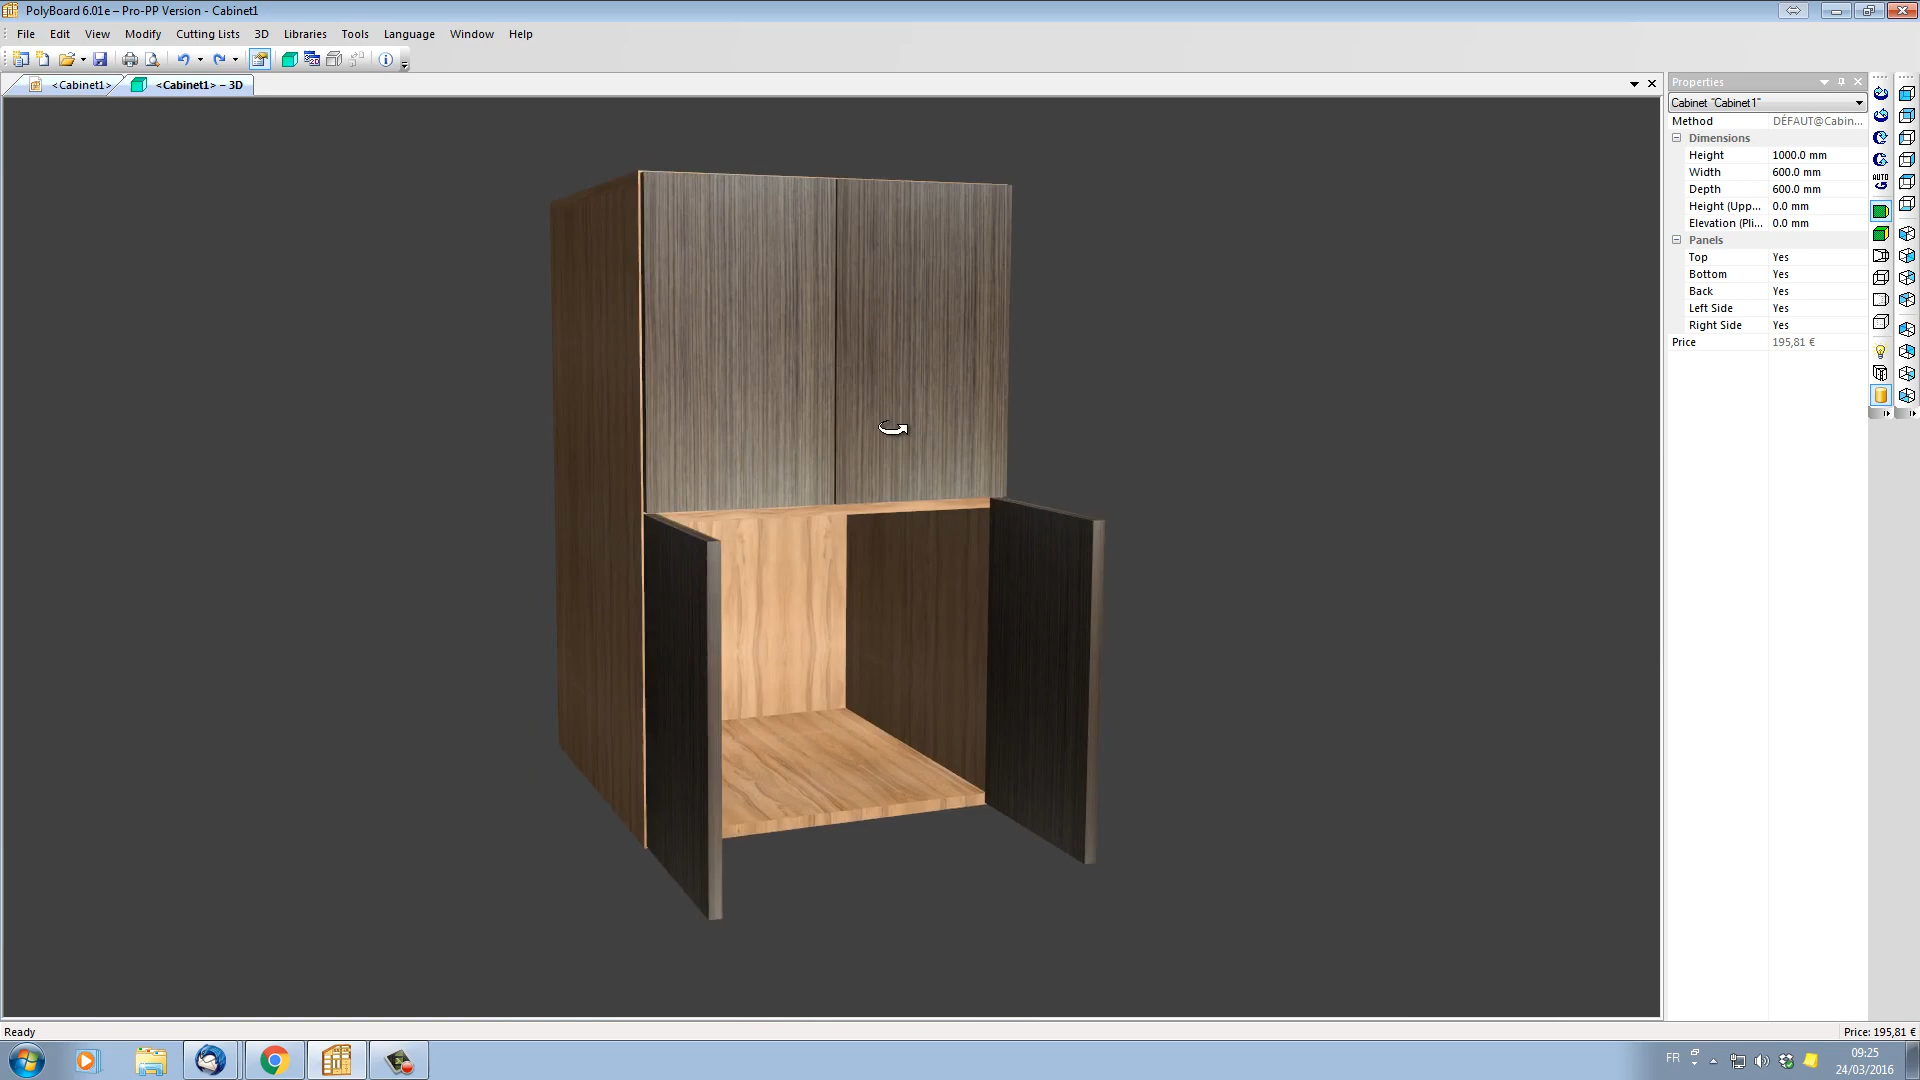 PolyBoard 6.01e – Pro-PP Version - Cabinet1
File Edit View Modify Cutting Lists 3D Libraries Tools Language Window Help
<Cabinet1> <Cabinet1> – 3D
Properties
Cabinet "Cabinet1"
Method DÉFAUT@Cabin...
Dimensions
Height 1000.0 mm
Width 600.0 mm
Depth 600.0 mm
Height (Upp... 0.0 mm
Elevation (Pli... 0.0 mm
Panels
Top Yes
Bottom Yes
Back Yes
Left Side Yes
Right Side Yes
Price 195,81 €
AUTO
Ready Price: 195,81 €
FR 09:25
24/03/2016